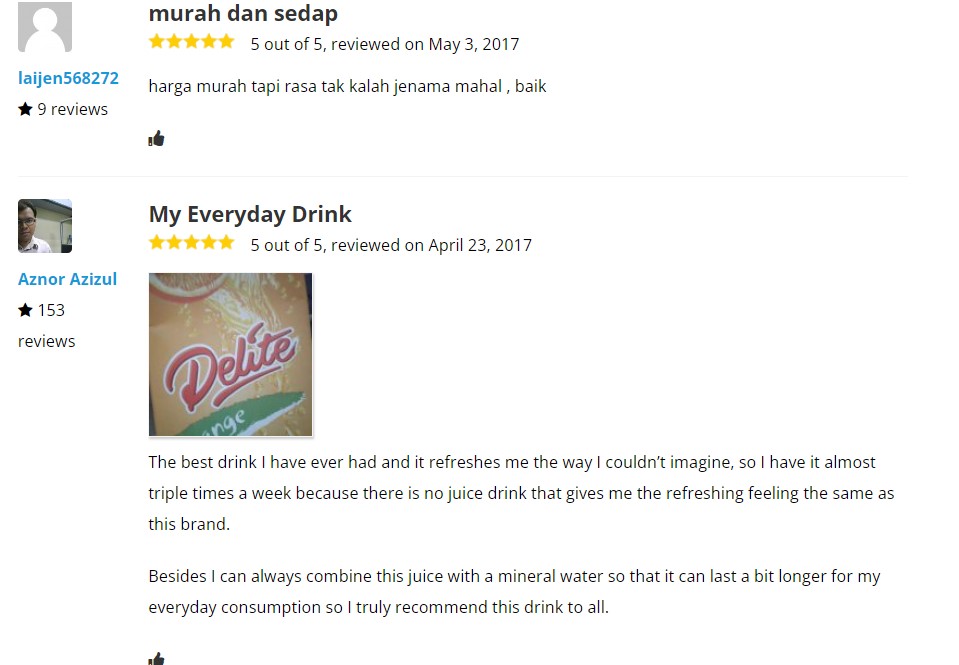 murah dan sedap
5 out of 5, reviewed on May 3, 2017
laijen568272
9 reviews
harga murah tapi rasa tak kalah jenama mahal , baik
My Everyday Drink
5 out of 5, reviewed on April 23, 2017
Aznor Azizul
153
reviews
Delite
ange
The best drink I have ever had and it refreshes me the way I couldn’t imagine, so I have it almost
triple times a week because there is no juice drink that gives me the refreshing feeling the same as
this brand.
Besides I can always combine this juice with a mineral water so that it can last a bit longer for my
everyday consumption so I truly recommend this drink to all.